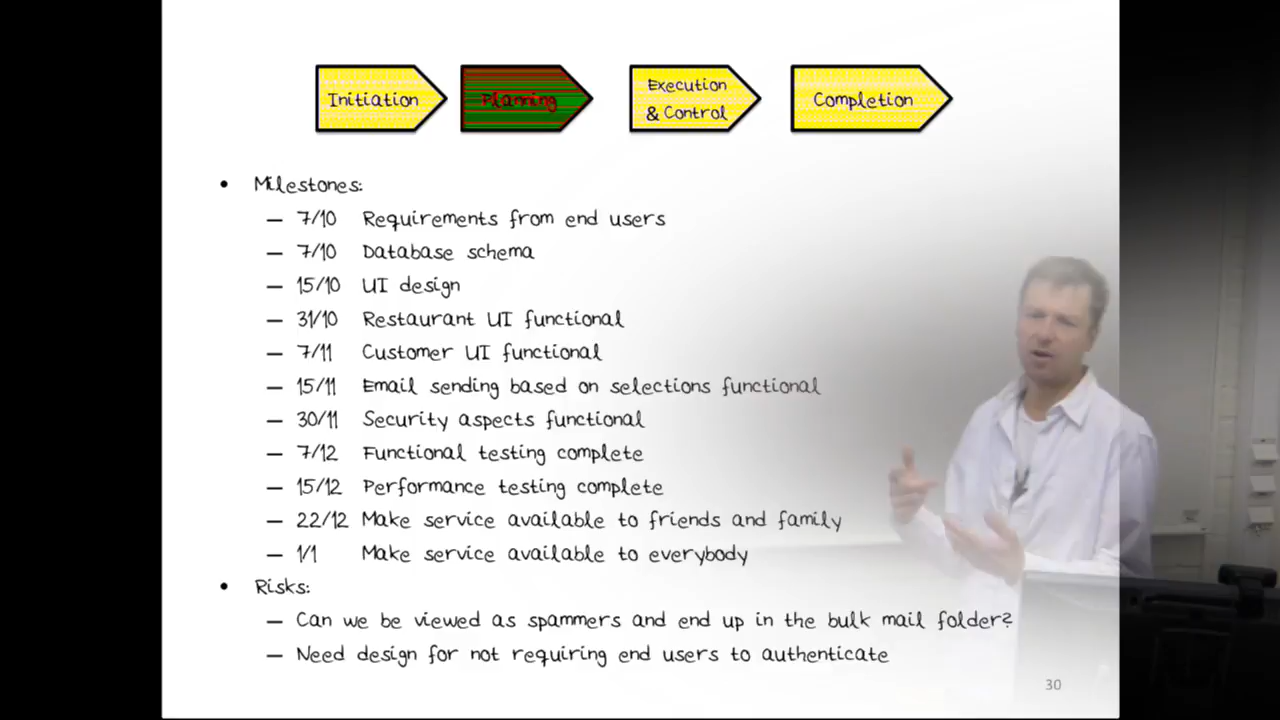 Initiation
Planning
Execution
& Control
Completion
• Milestones:
– 7/10 Requirements from end users
– 7/10 Database schema
– 15/10 UI design
– 31/10 Restaurant UI functional
– 7/11 Customer UI functional
– 15/11 Email sending based on selections functional
– 30/11 Security aspects functional
– 7/12 Functional testing complete
– 15/12 Performance testing complete
– 22/12 Make service available to friends and family
– 1/1 Make service available to everybody
• Risks:
– Can we be viewed as spammers and end up in the bulk mail folder?
– Need design for not requiring end users to authenticate
30